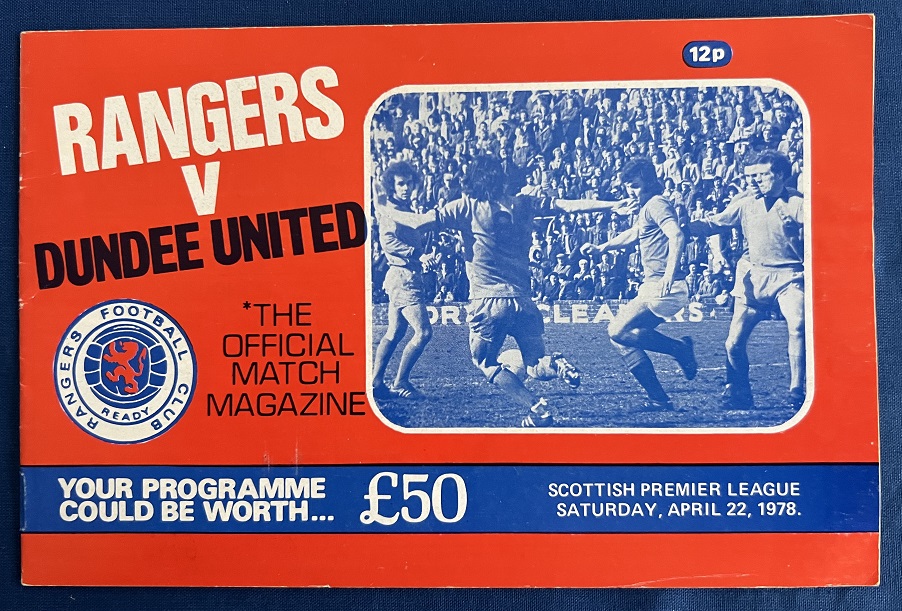 12p
RANGERS
V
DUNDEE UNITED
RANGERS FOOTBALL CLUB
READY
*THE
OFFICIAL
MATCH
MAGAZINE
CLEANERS
YOUR PROGRAMME
COULD BE WORTH... £50
SCOTTISH PREMIER LEAGUE
SATURDAY, APRIL 22, 1978.